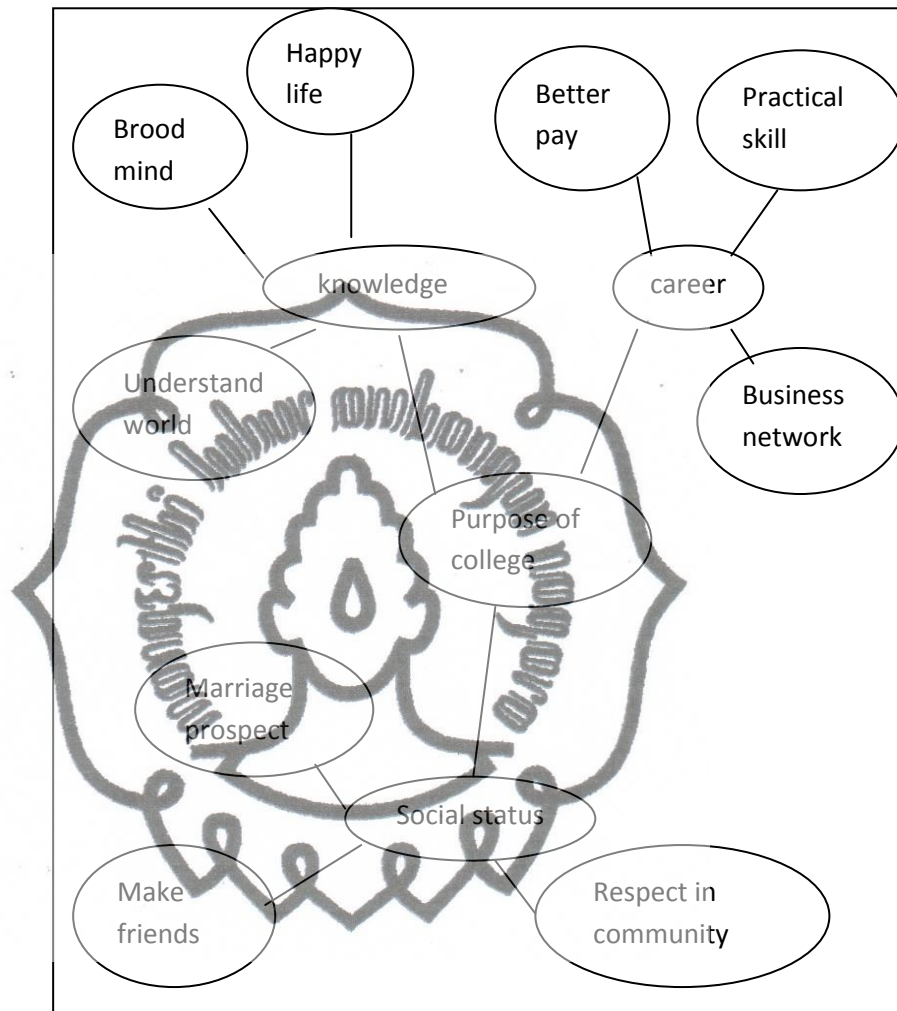 Happy
life
Brood
mind
Better
pay
Practical
skill
knowledge
career
Understand
world
Business
network
Purpose of
college
Marriage
prospect
Social status
Make
friends
Respect in
community